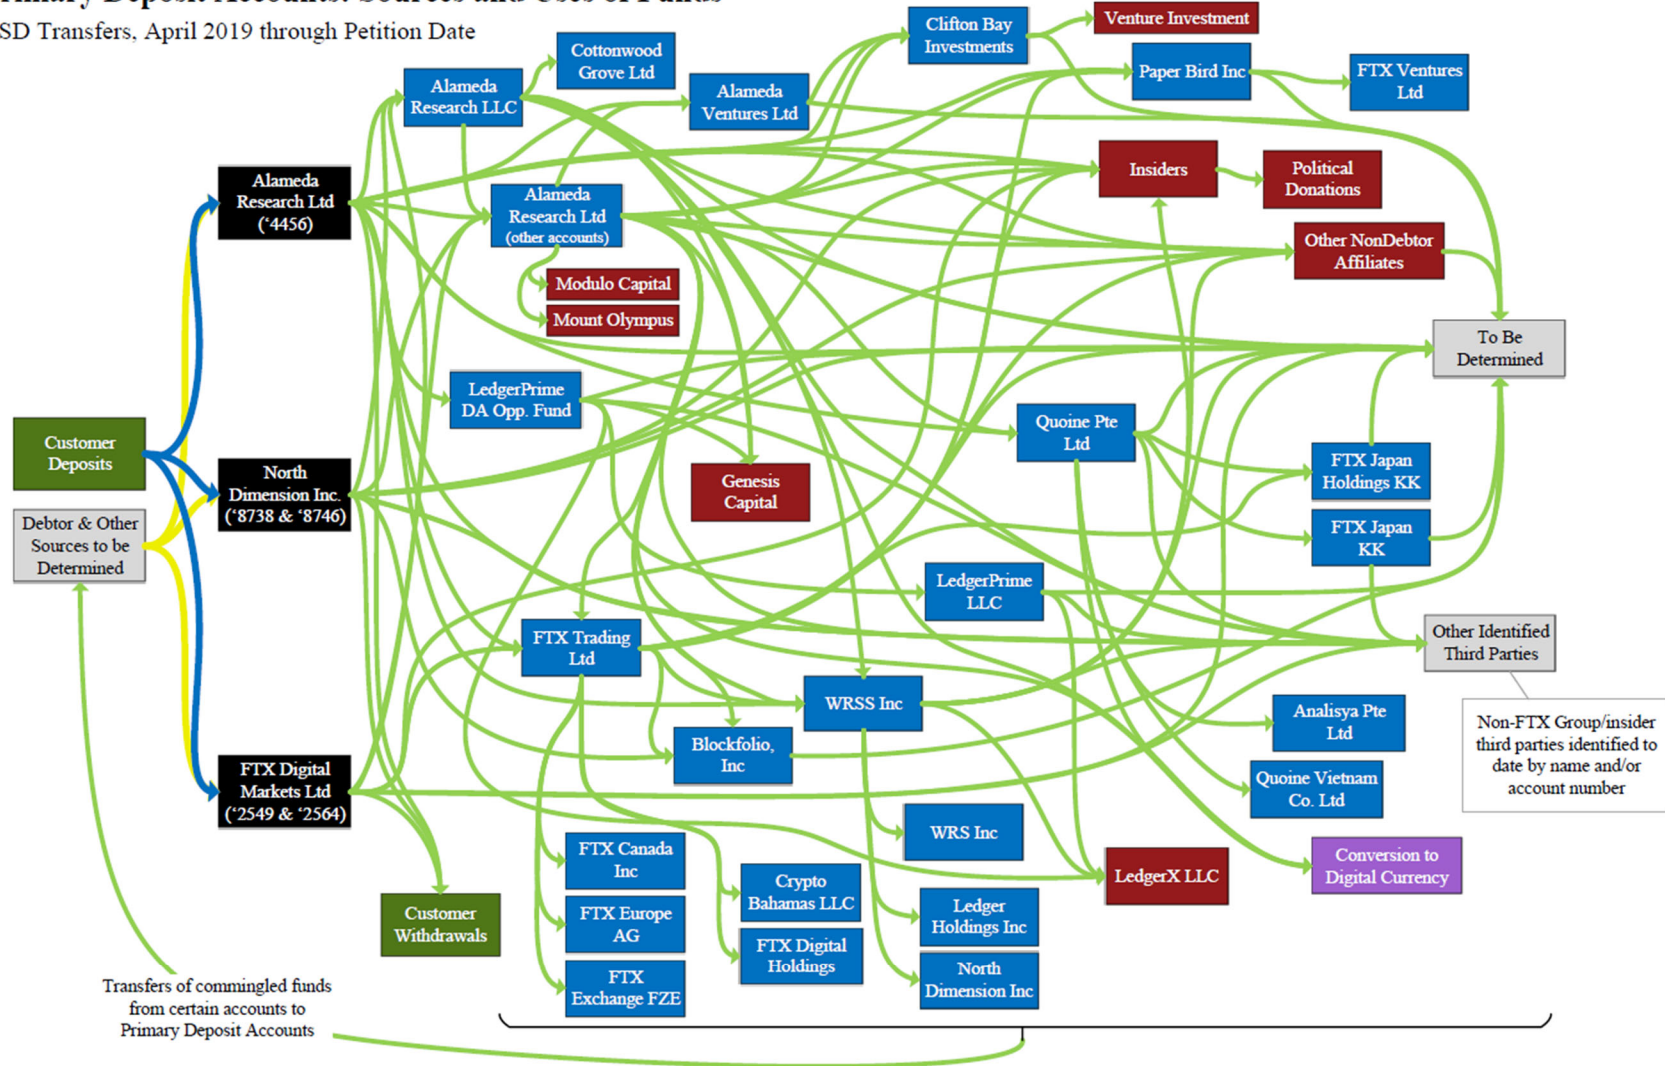 SD Transfers, April 2019 through Petition Date
Clifton Bay
Investments
Venture Investment
Cottonwood
Grove Ltd
Paper Bird Inc
FTX Ventures
Ltd
Alameda
Research LLC
Alameda
Ventures Ltd
Insiders
Political
Donations
Alameda
Research Ltd
(‘4456)
Alameda
Research Ltd
(other accounts)
Other NonDebtor
Affiliates
Modulo Capital
Mount Olympus
To Be
Determined
LedgerPrime
DA Opp. Fund
Quoine Pte
Ltd
Customer
Deposits
North
Dimension Inc.
(‘8738 & ‘8746)
Genesis
Capital
FTX Japan
Holdings KK
Debtor & Other
Sources to be
Determined
FTX Japan
KK
LedgerPrime
LLC
FTX Trading
Ltd
Other Identified
Third Parties
WRSS Inc
Analisya Pte
Ltd
Non-FTX Group/insider
third parties identified to
date by name and/or
account number
Blockfolio,
Inc
FTX Digital
Markets Ltd
(‘2549 & ‘2564)
Quoine Vietnam
Co. Ltd
WRS Inc
FTX Canada
Inc
Conversion to
Digital Currency
LedgerX LLC
Crypto
Bahamas LLC
Customer
Withdrawals
FTX Europe
AG
Ledger
Holdings Inc
FTX Digital
Holdings
FTX
Exchange FZE
North
Dimension Inc
Transfers of commingled funds
from certain accounts to
Primary Deposit Accounts